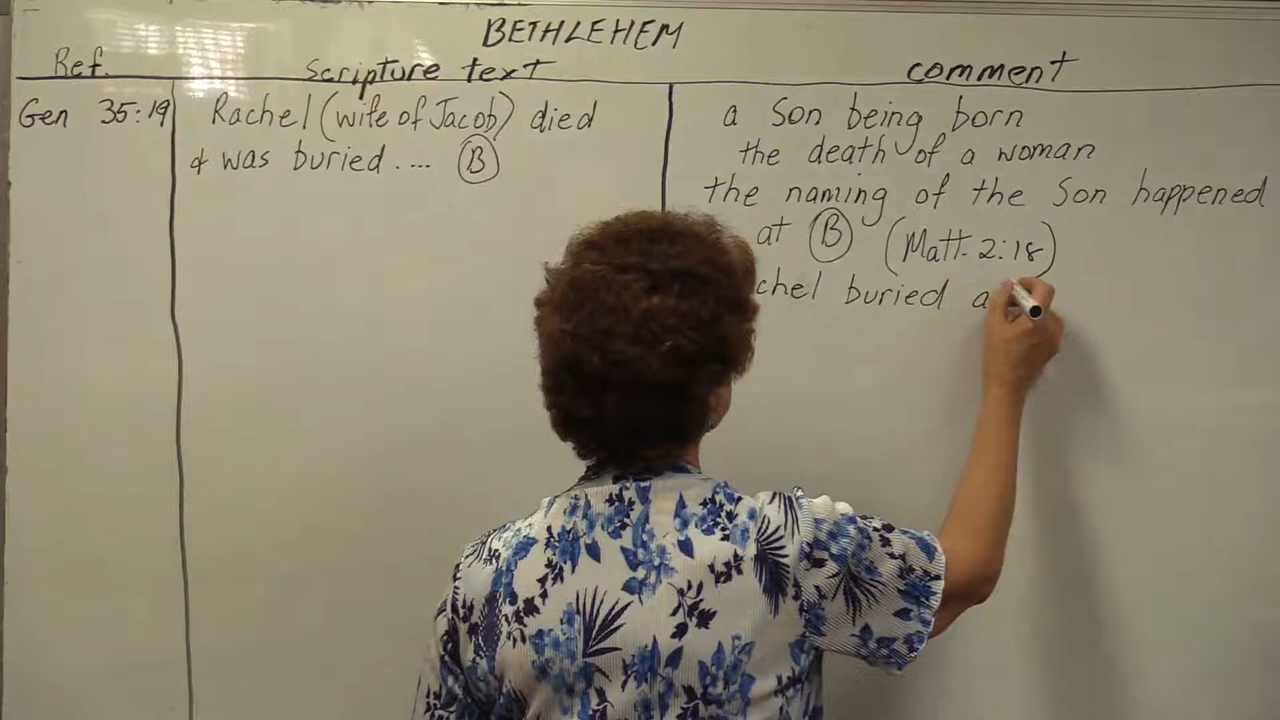 BETHLEHEM
Ref. Scripture text comment
Gen 35:19 Rachel (wife of Jacob) died
& was buried .... B
a Son being born
the death of a woman
the naming of the Son happened
at B (Matt. 2:18)
chel buried a